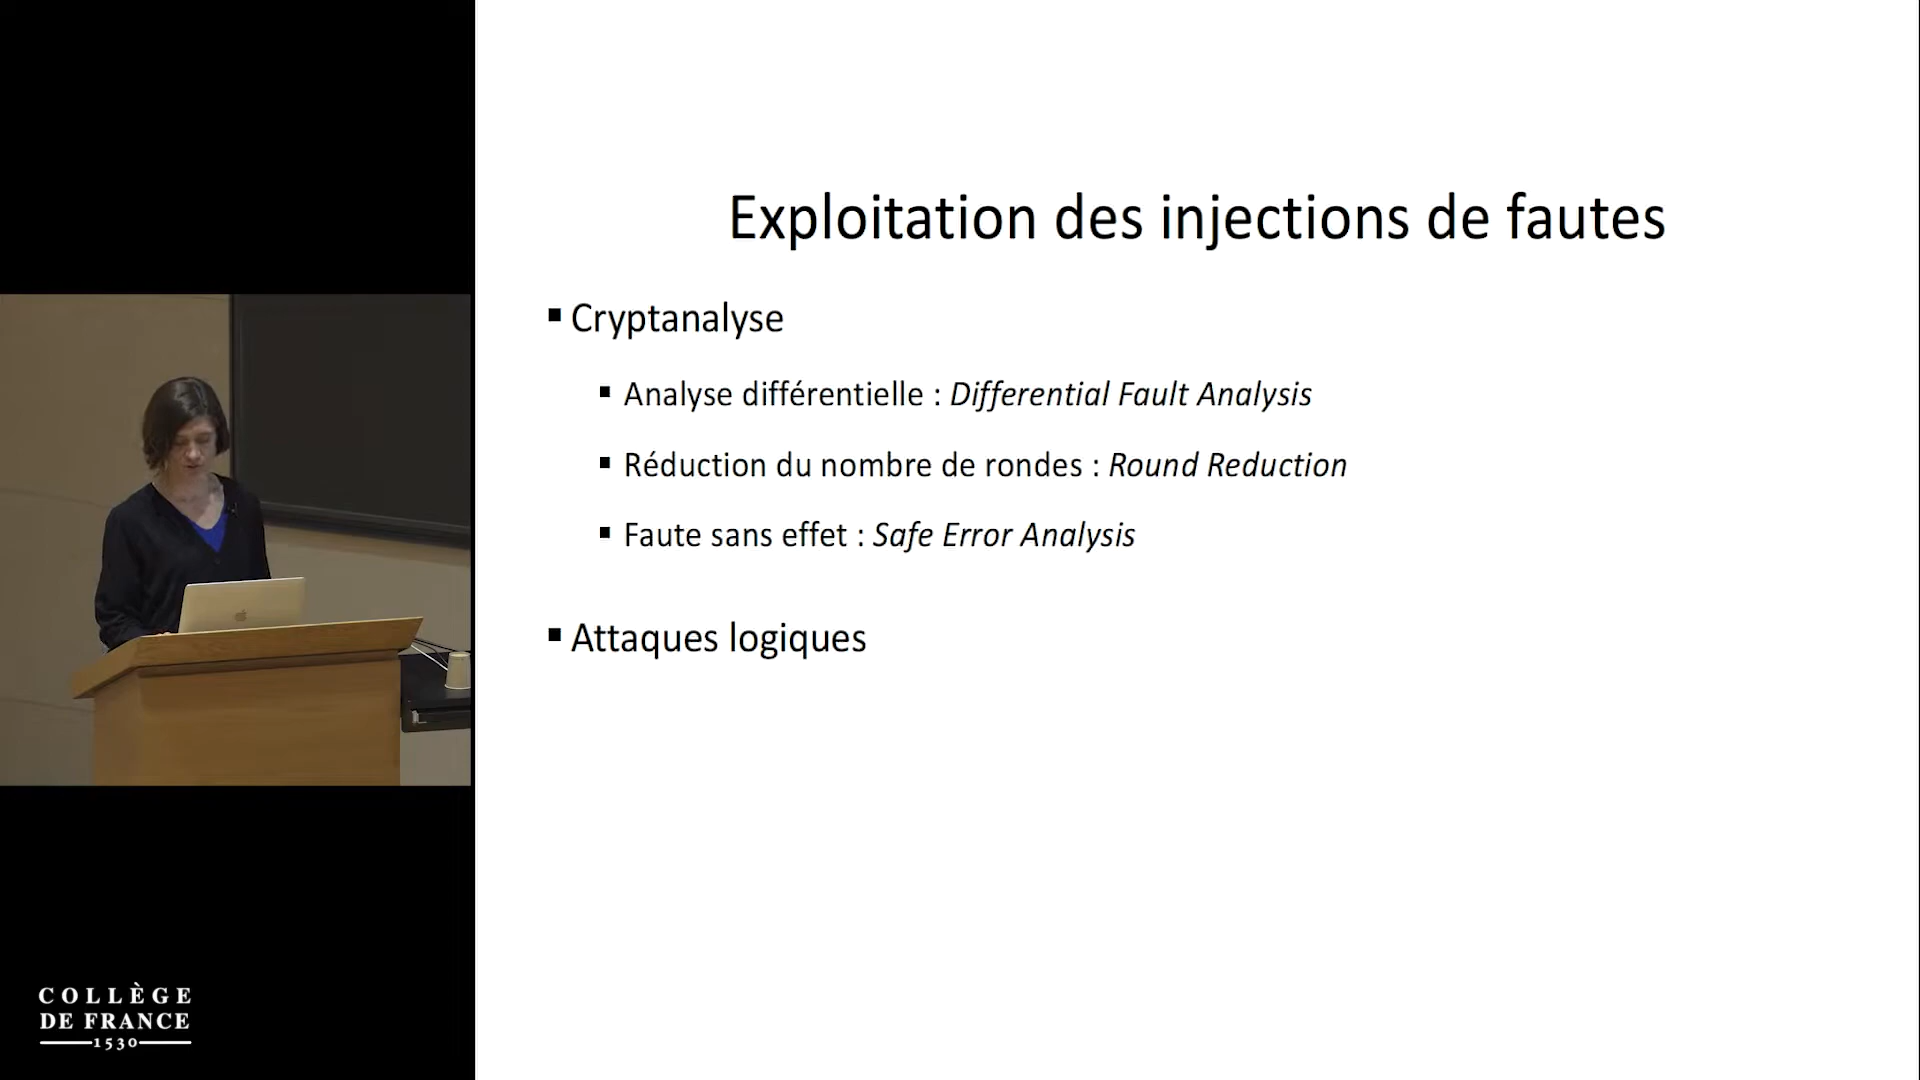 Exploitation des injections de fautes
▪ Cryptanalyse
▪ Analyse différentielle : Differential Fault Analysis
▪ Réduction du nombre de rondes : Round Reduction
▪ Faute sans effet : Safe Error Analysis
▪ Attaques logiques
COLLÈGE
DE FRANCE
1530